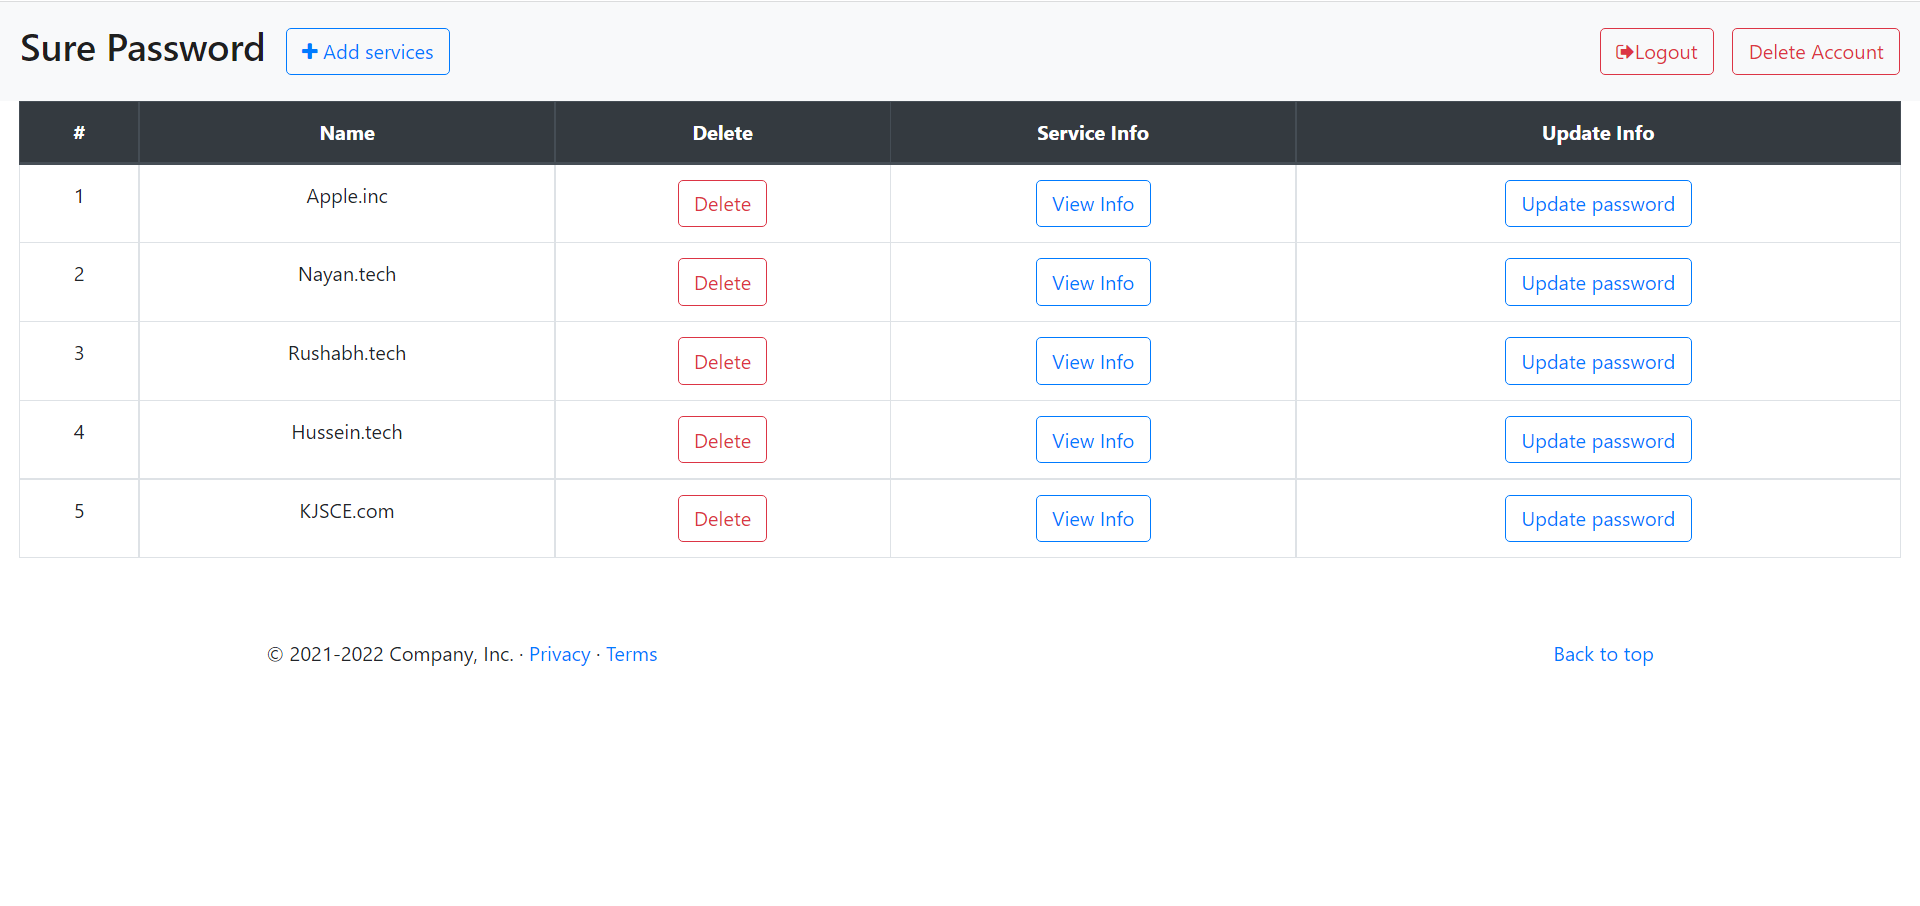 Sure Password Add services Logout Delete Account
# Name Delete Service Info Update Info
1 Apple.inc Delete View Info Update password
2 Nayan.tech Delete View Info Update password
3 Rushabh.tech Delete View Info Update password
4 Hussein.tech Delete View Info Update password
5 KJSCE.com Delete View Info Update password
© 2021-2022 Company, Inc. · Privacy · Terms Back to top